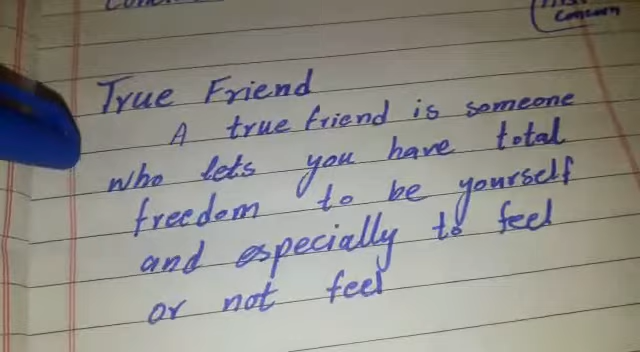 Concern
True Friend
A true friend is someone
who lets you have total
freedom to be yourself
and especially to feel
or not feel